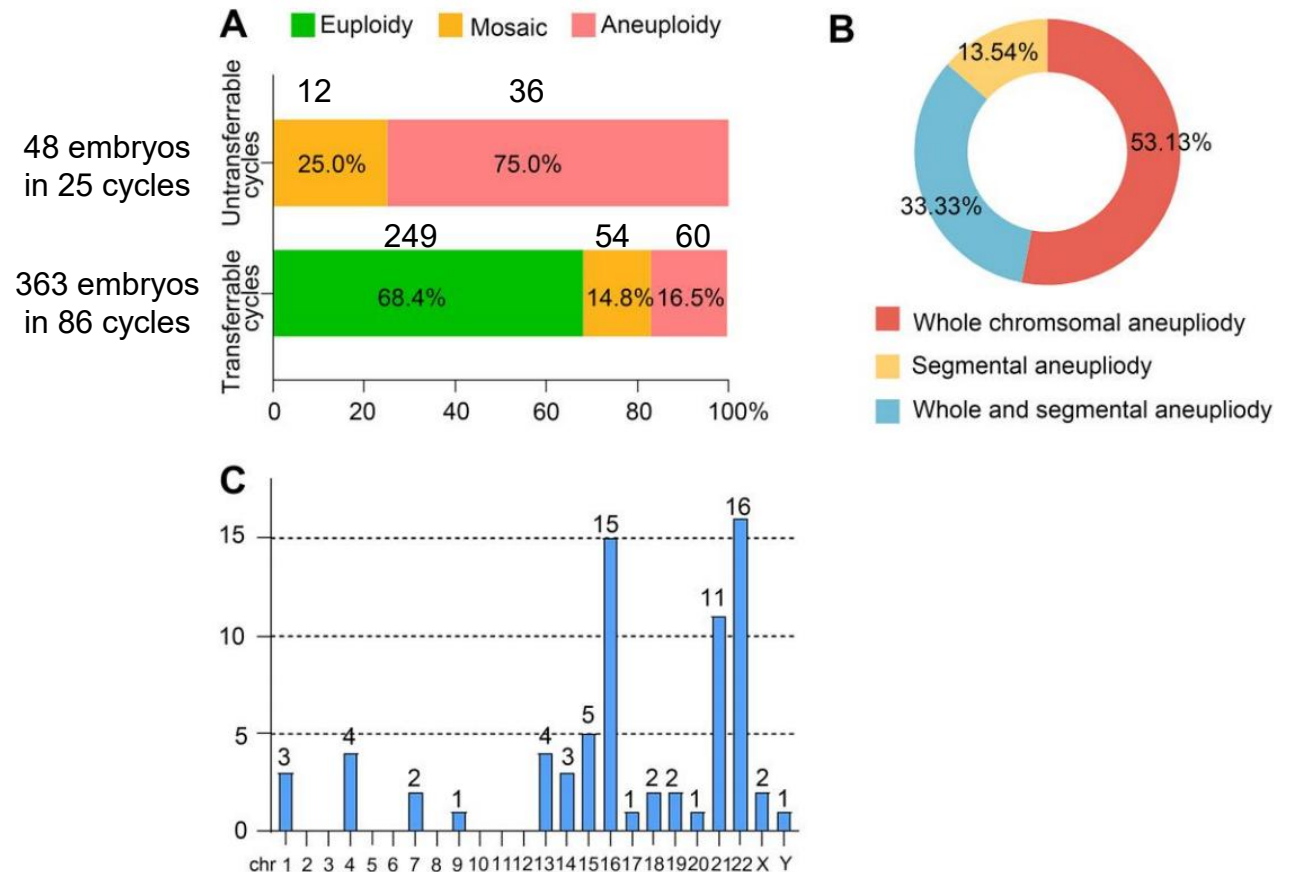 A
Euploidy
Mosaic
Aneuploidy
48 embryos
in 25 cycles
Untransferrable
cycles
12
36
25.0%
75.0%
363 embryos
in 86 cycles
Transferrable
cycles
249
54
60
68.4%
14.8%
16.5%
0
20
40
60
80
100%
B
13.54%
53.13%
33.33%
Whole chromsomal aneupliody
Segmental aneupliody
Whole and segmental aneupliody
C
15
10
5
0
3
4
2
1
4
3
5
15
1
2
2
1
11
16
2
1
chr 1 2 3 4 5 6 7 8 9 10 11 12 13 14 15 16 17 18 19 20 21 22 X Y